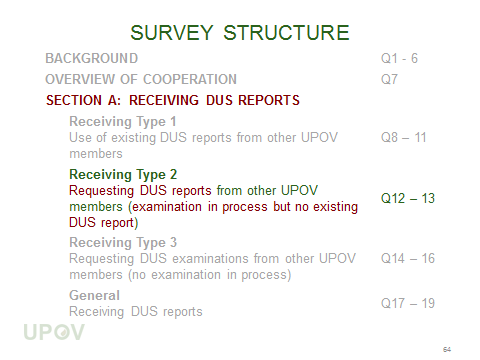 SURVEY STRUCTURE
BACKGROUND Q1 - 6
OVERVIEW OF COOPERATION Q7
SECTION A: RECEIVING DUS REPORTS
Receiving Type 1
Use of existing DUS reports from other UPOV
members Q8 – 11
Receiving Type 2
Requesting DUS reports from other UPOV
members (examination in process but no existing
DUS report) Q12 – 13
Receiving Type 3
Requesting DUS examinations from other UPOV
members (no examination in process) Q14 – 16
General
Receiving DUS reports Q17 – 19
UPOV
64